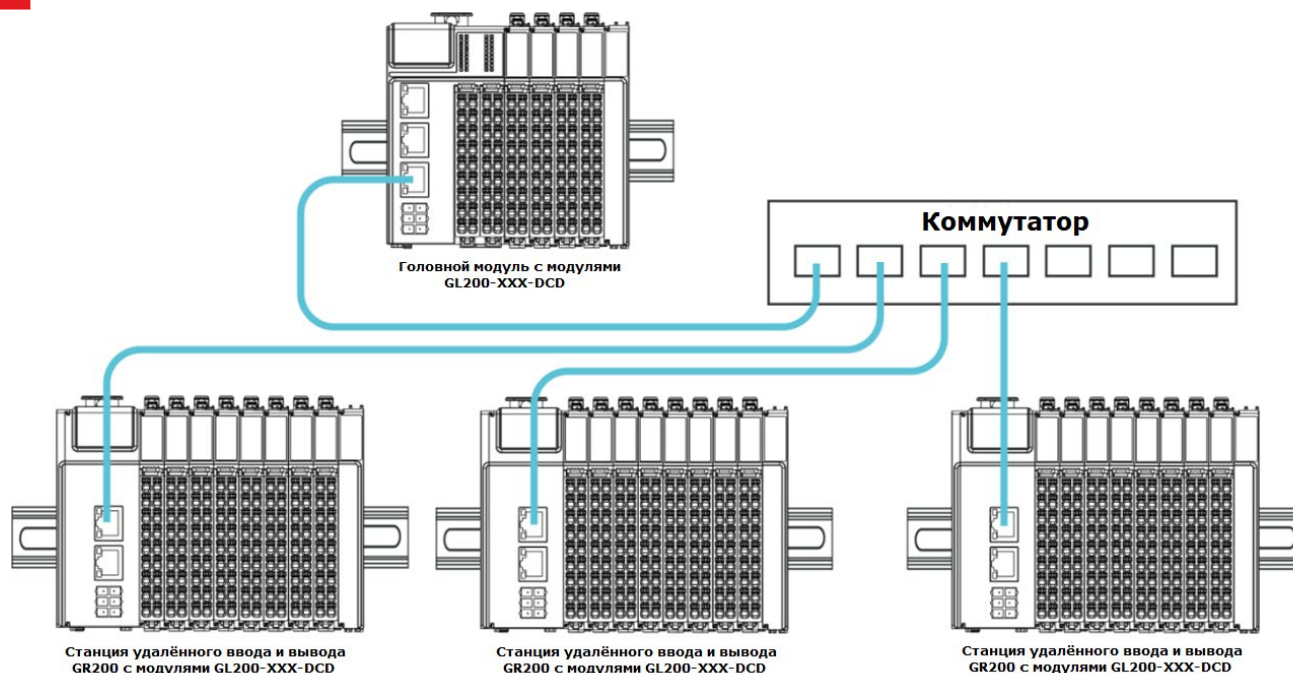 Коммутатор
Головной модуль с модулями
GL200-XXX-DCD
Станция удалённого ввода и вывода
GR200 с модулями GL200-XXX-DCD
Станция удалённого ввода и вывода
GR200 с модулями GL200-XXX-DCD
Станция удалённого ввода и вывода
GR200 с модулями GL200-XXX-DCD